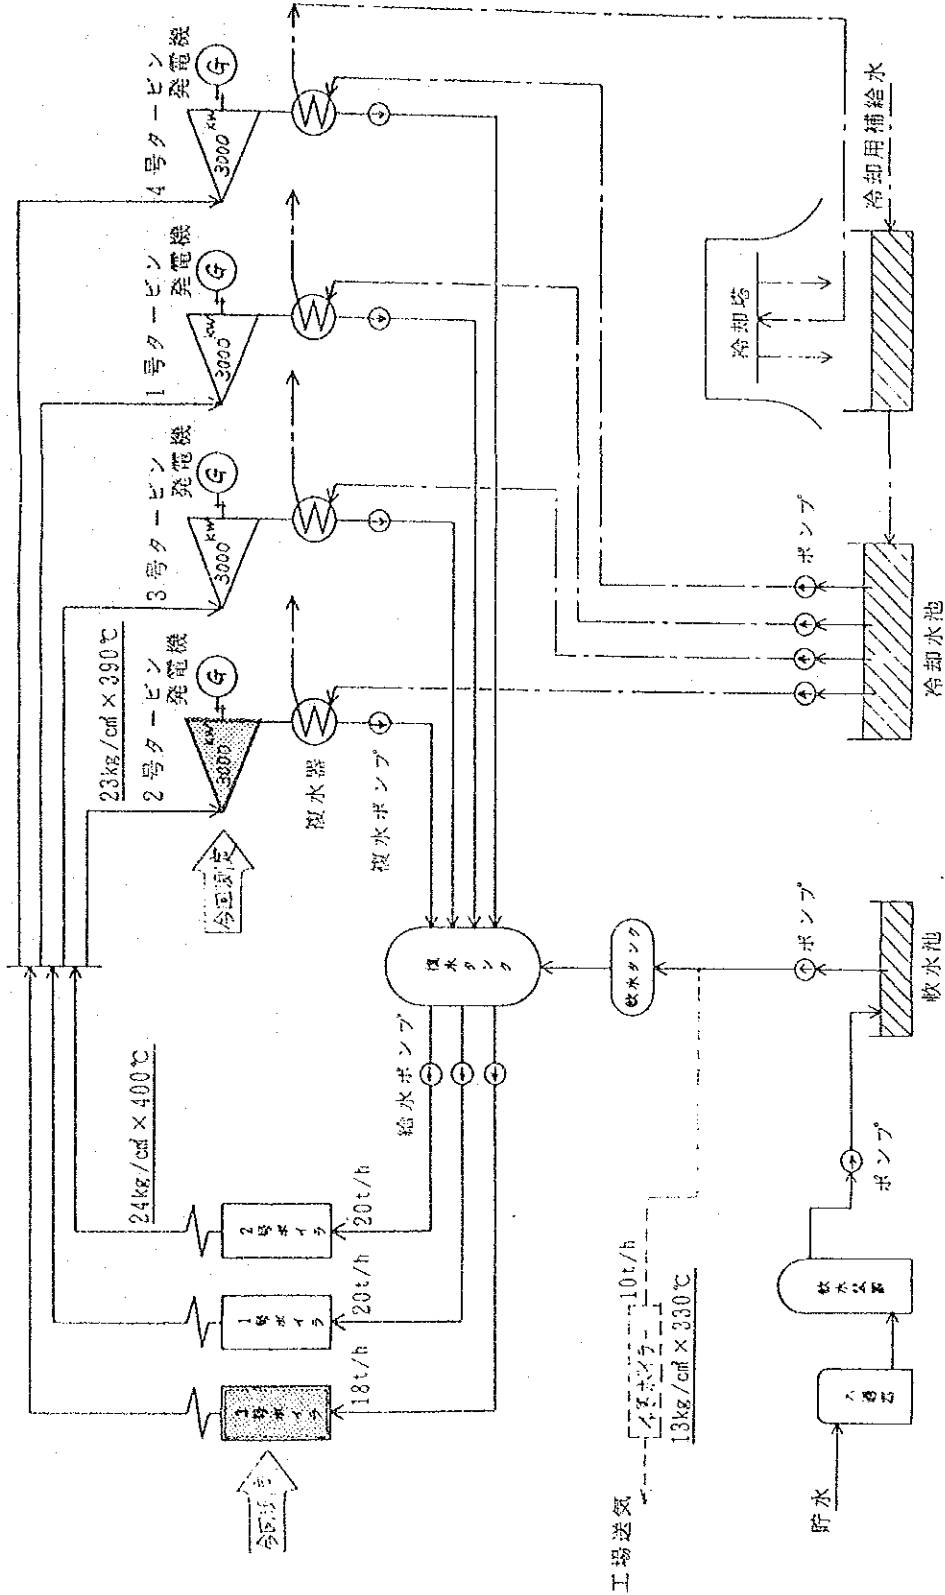 24kg/c㎡×400℃
23kg/c㎡×390℃
2号タービン
発電機
3000kW
G
3号タービン
発電機
3000kW
G
1号タービン
発電機
3000kW
G
4号タービン
発電機
3000kW
G
今回測定
今回
3号ボイラ
1号ボイラ
2号ボイラ
18t/h
20t/h
20t/h
給水ポンプ
復水タンク
複水器
複水ポンプ
軟水タンク
工場送気
10t/h
13kg/c㎡×330℃
貯水
ポンプ
ポンプ
軟水池
ポンプ
冷却水池
冷却塔
冷却用補給水